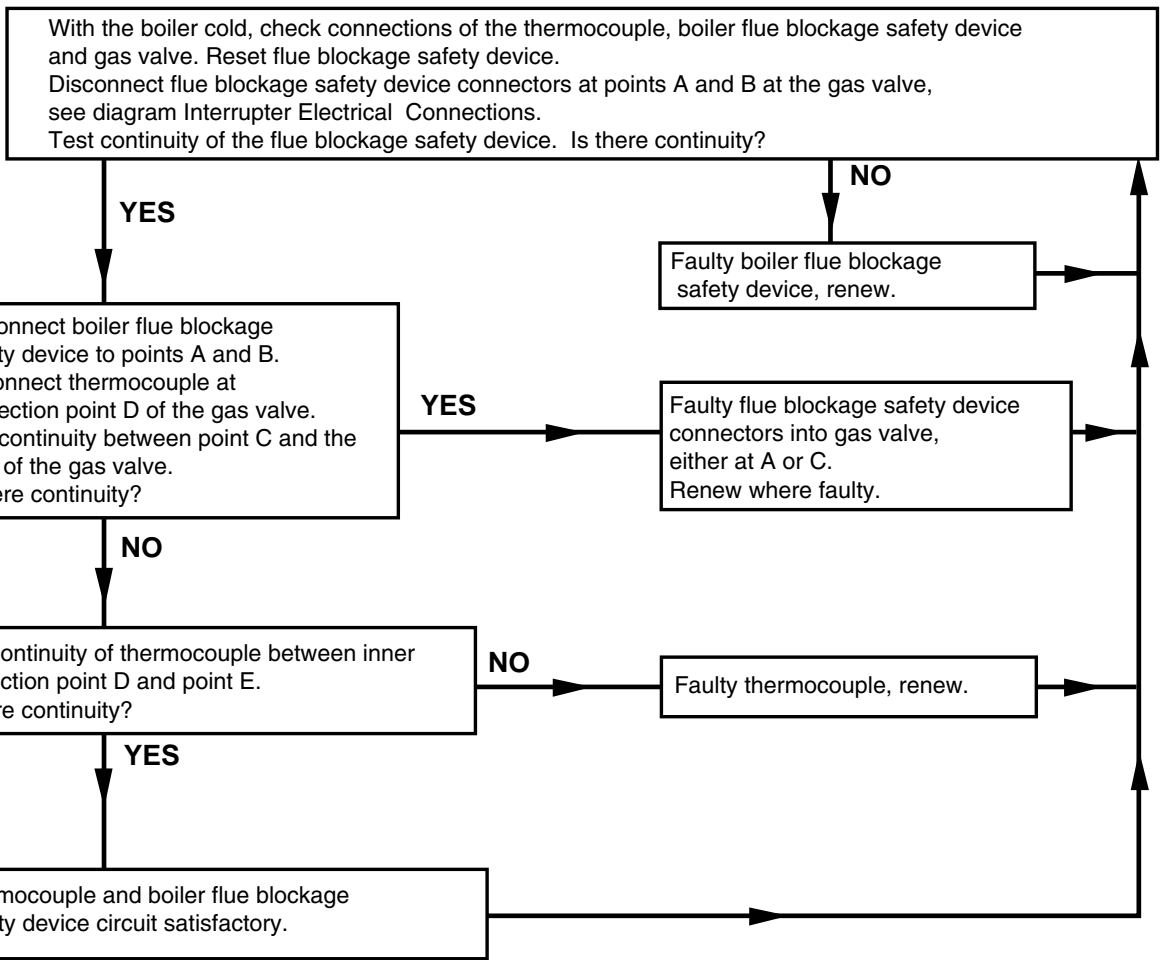 With the boiler cold, check connections of the thermocouple, boiler flue blockage safety device
and gas valve. Reset flue blockage safety device.
Disconnect flue blockage safety device connectors at points A and B at the gas valve,
see diagram Interrupter Electrical Connections.
Test continuity of the flue blockage safety device. Is there continuity?
NO
YES
Faulty boiler flue blockage
safety device, renew.
onnect boiler flue blockage
ty device to points A and B.
onnect thermocouple at
ection point D of the gas valve.
continuity between point C and the
of the gas valve.
ere continuity?
YES
Faulty flue blockage safety device
connectors into gas valve,
either at A or C.
Renew where faulty.
NO
ontinuity of thermocouple between inner
ction point D and point E.
re continuity?
NO
Faulty thermocouple, renew.
YES
mocouple and boiler flue blockage
ty device circuit satisfactory.